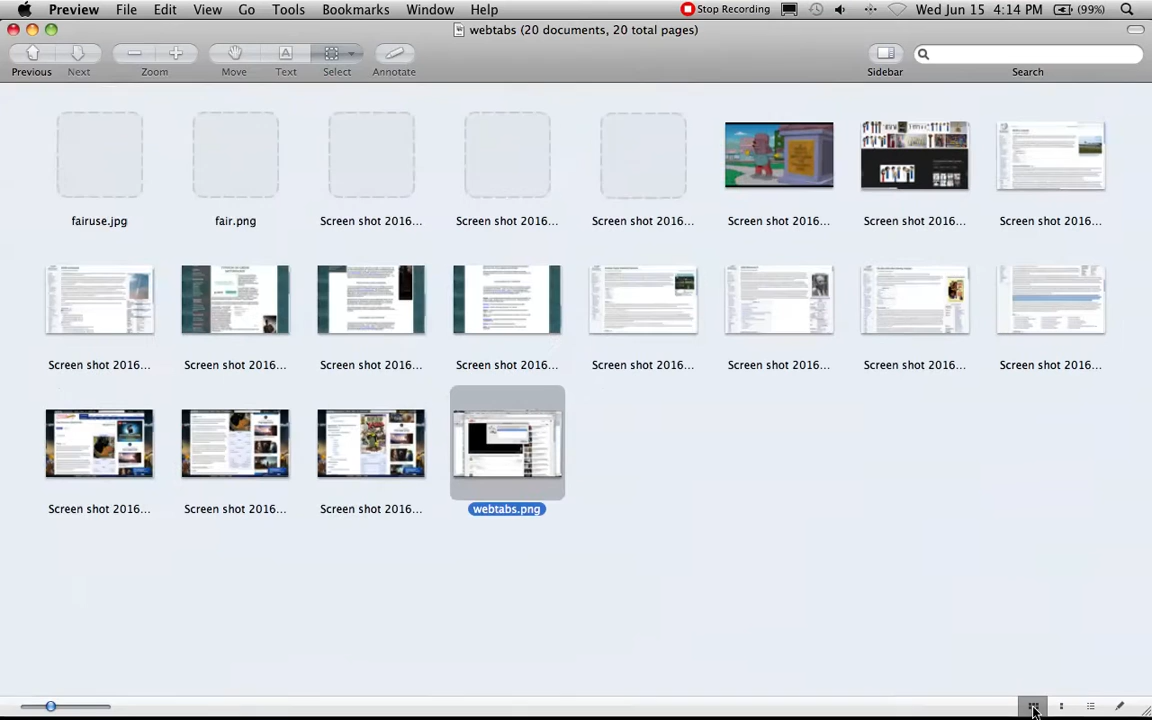 Preview File Edit View Go Tools Bookmarks Window Help Stop Recording Wed Jun 15 4:14 PM (99%)
webtabs (20 documents, 20 total pages)
Previous Next Zoom Move Text Select Annotate Sidebar Search
fairuse.jpg fair.png Screen shot 2016... Screen shot 2016... Screen shot 2016... Screen shot 2016... Screen shot 2016... Screen shot 2016...
Screen shot 2016... Screen shot 2016... Screen shot 2016... Screen shot 2016... Screen shot 2016... Screen shot 2016... Screen shot 2016... Screen shot 2016...
Screen shot 2016... Screen shot 2016... Screen shot 2016... webtabs.png